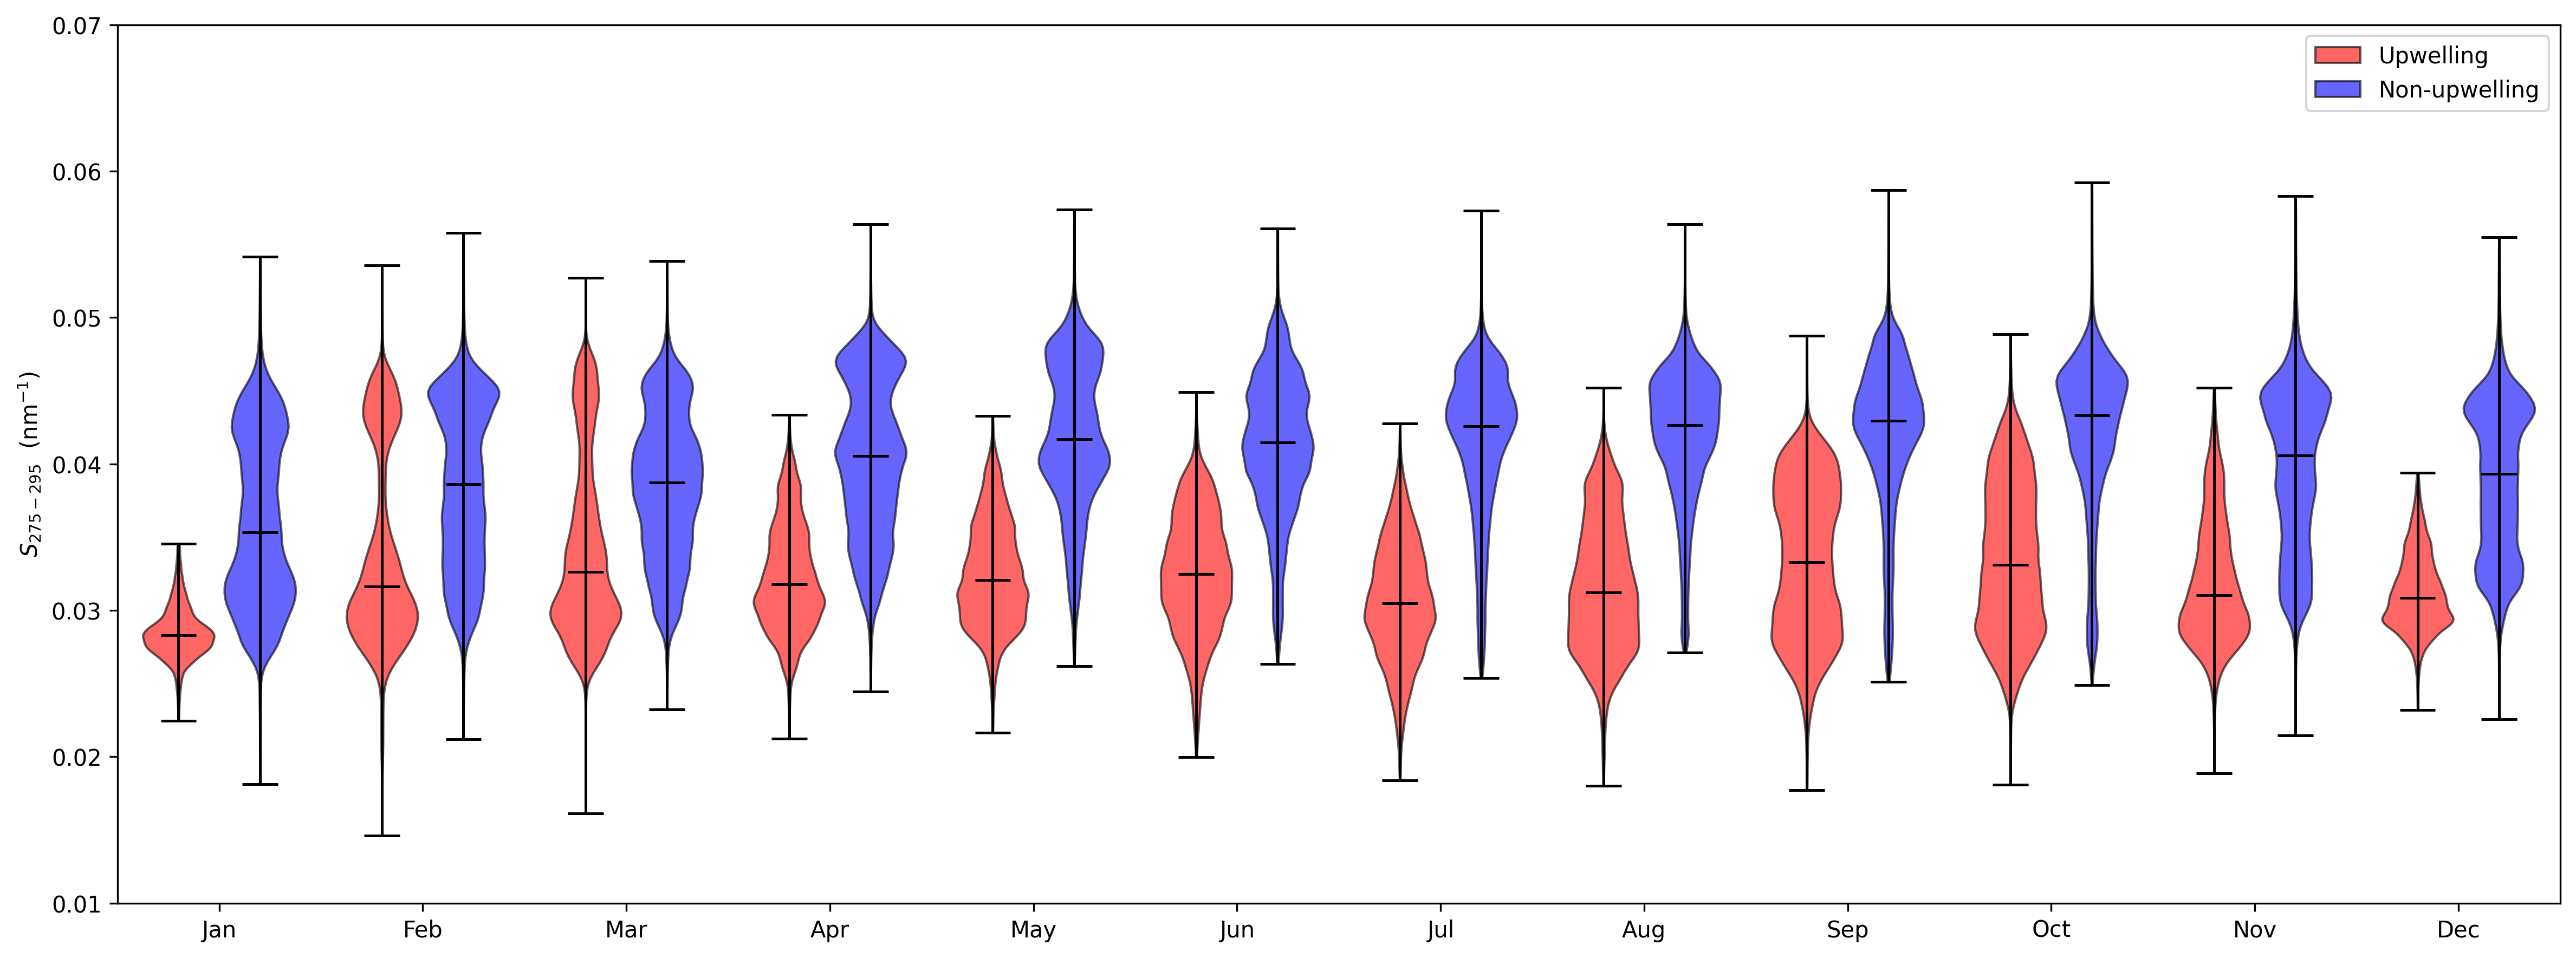 0.07
0.06
0.05
0.04
0.03
0.02
0.01
S₂₇₅₋₂₉₅ (nm⁻¹)
Upwelling
Non-upwelling
Jan Feb Mar Apr May Jun Jul Aug Sep Oct Nov Dec